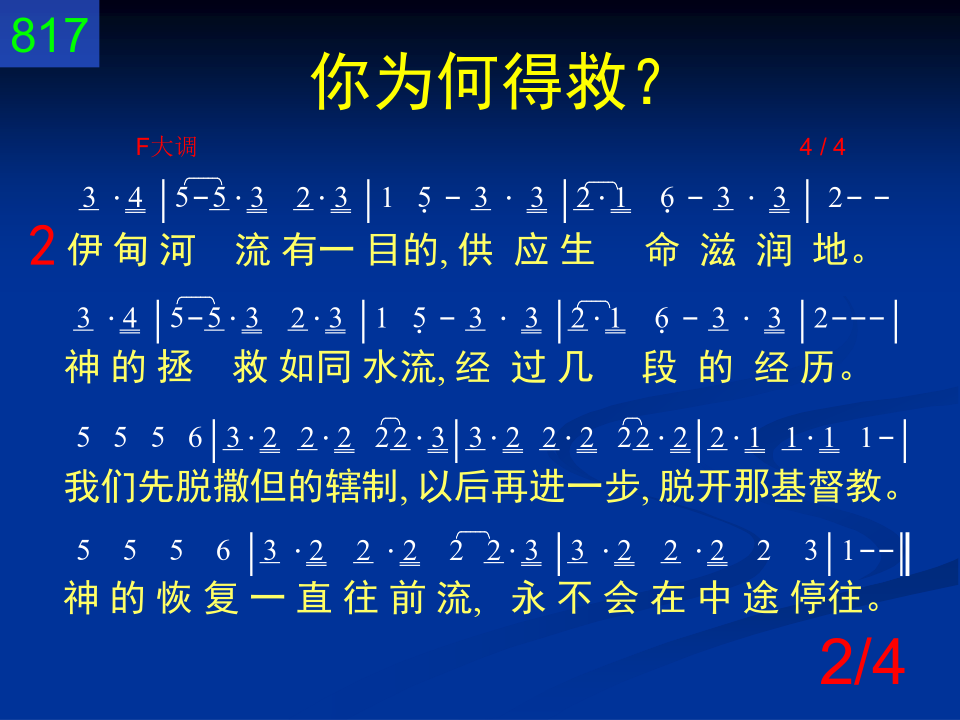 817
你为何得救?
F大调 4 / 4
3 · 4 | 5 - 5 · 3 2 · 3 | 1 5̣ - 3 · 3 | 2 · 1 6̣ - 3 · 3 | 2 - -
2 伊甸河 流有一目的, 供应生 命滋润地。
3 · 4 | 5 - 5 · 3 2 · 3 | 1 5̣ - 3 · 3 | 2 · 1 6̣ - 3 · 3 | 2 - - - |
神的拯 救如同水流, 经过几 段的经历。
5 5 5 6 | 3 · 2 2 · 2 2 2 · 3 | 3 · 2 2 · 2 2 2 · 2 | 2 · 1 1 · 1 1 - |
我们先脱撒但的辖制, 以后再进一步, 脱开那基督教。
5 5 5 6 | 3 · 2 2 · 2 2 2 · 3 | 3 · 2 2 · 2 2 3 | 1 - - ‖
神的恢复一直往前流, 永不会在中途停往。
2/4